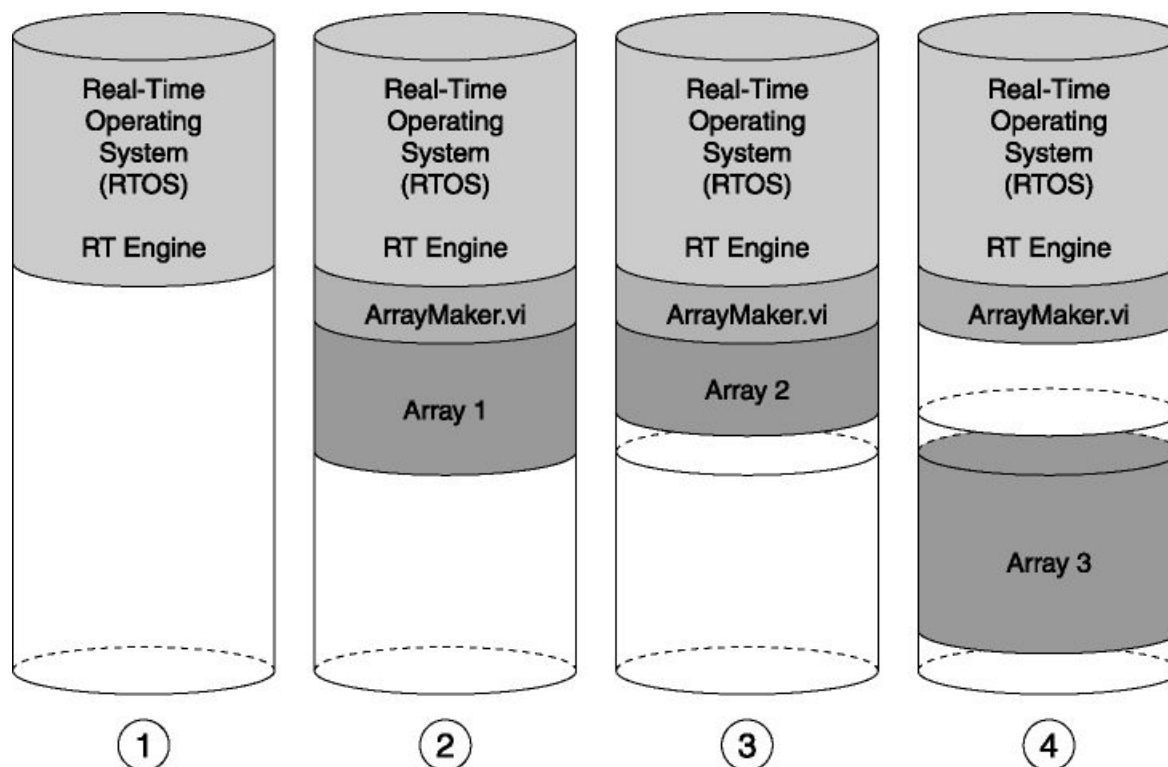 Real-Time
Operating
System
(RTOS)
RT Engine
1
Real-Time
Operating
System
(RTOS)
RT Engine
ArrayMaker.vi
Array 1
2
Real-Time
Operating
System
(RTOS)
RT Engine
ArrayMaker.vi
Array 2
3
Real-Time
Operating
System
(RTOS)
RT Engine
ArrayMaker.vi
Array 3
4